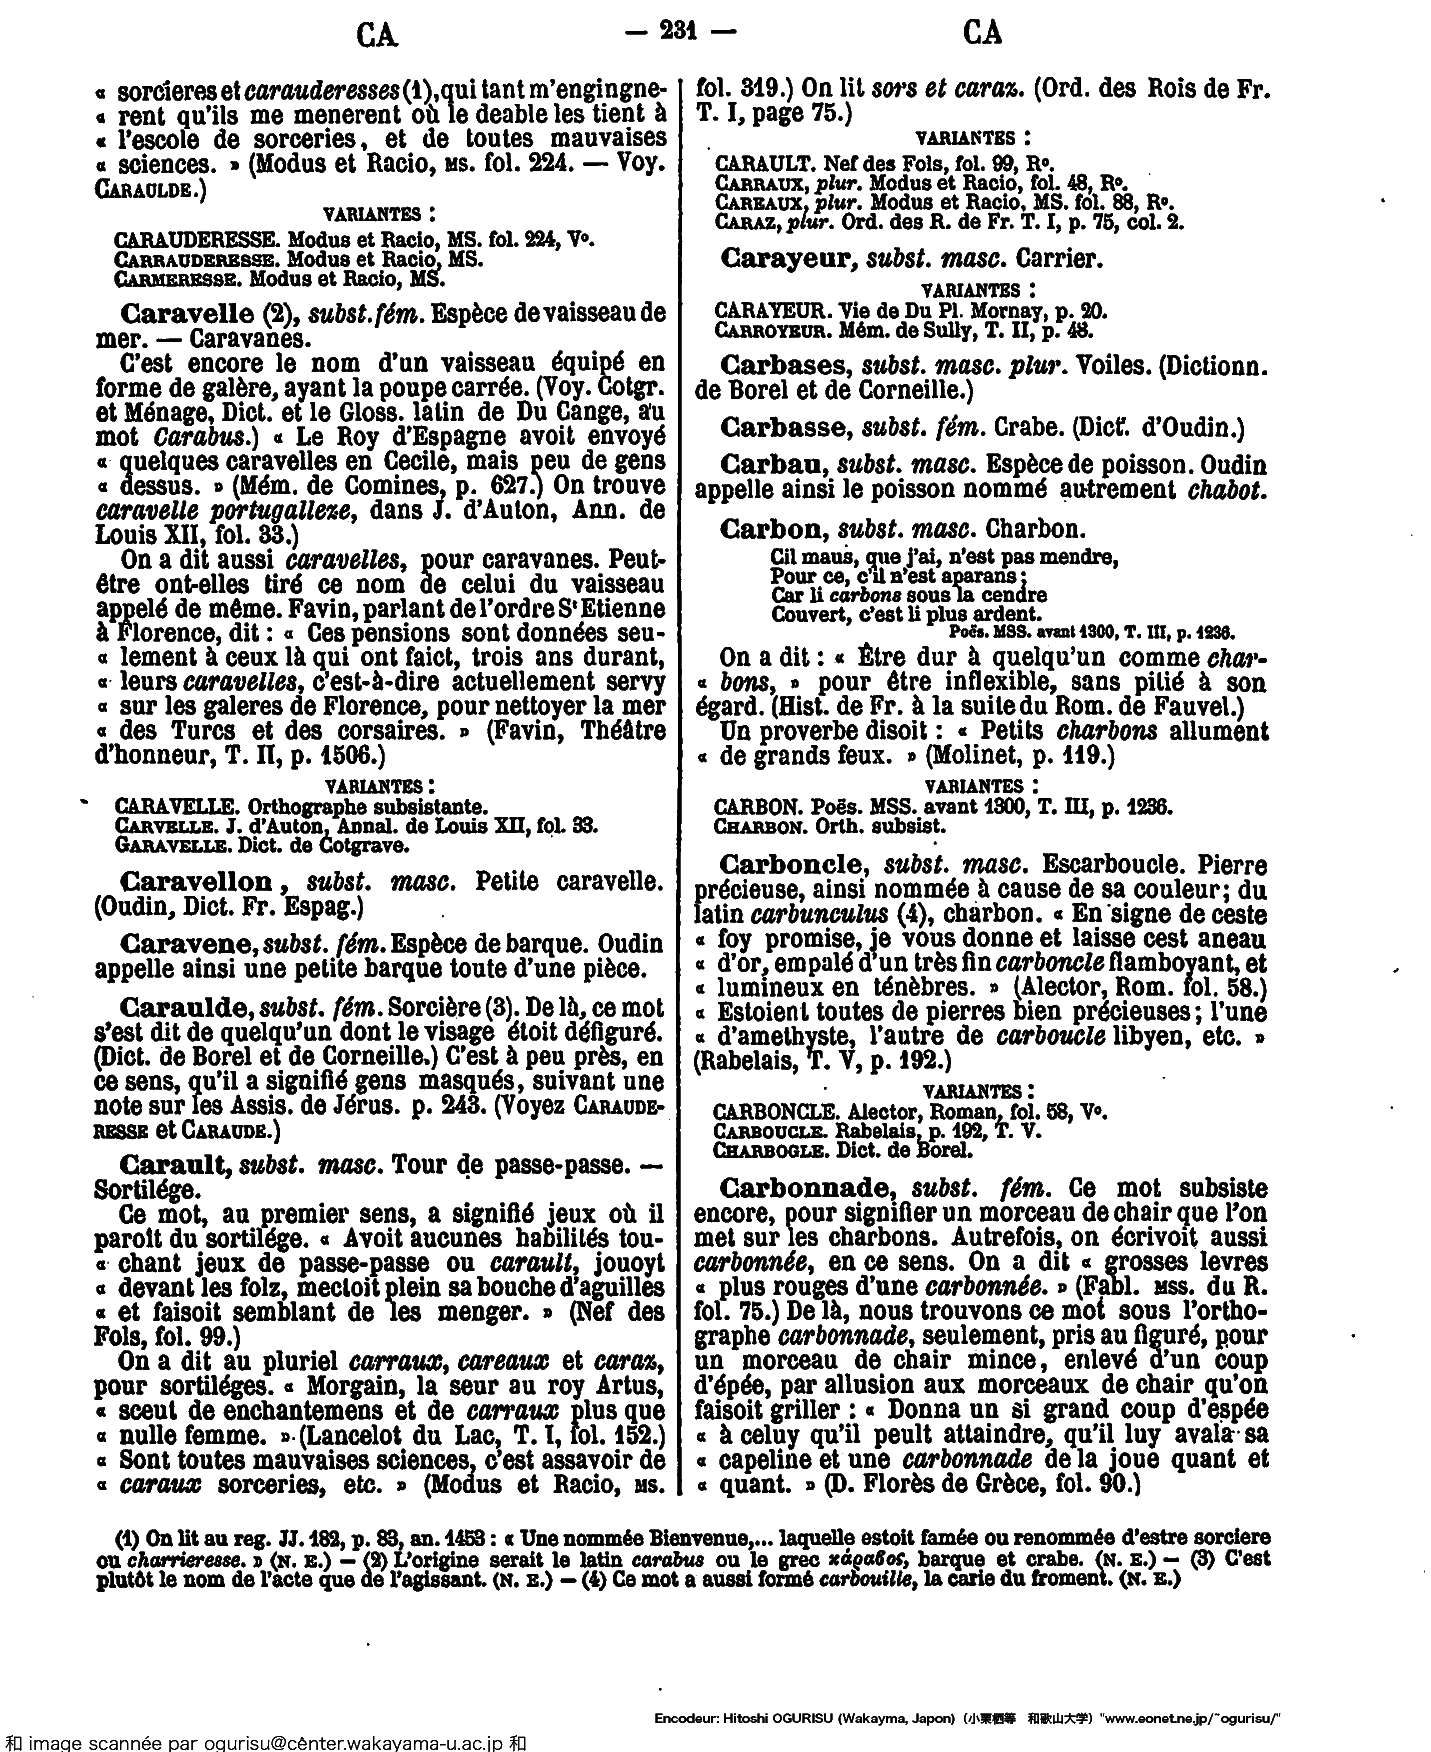 CA — 231 — CA
« sorcieres et carauderesses (1), qui tant m'engingne-
« rent qu'ils me menerent où le deable les tient à
« l'escole de sorceries, et de toutes mauvaises
« sciences. » (Modus et Racio, MS. fol. 224. — Voy.
CARAULDE.)
VARIANTES :
CARAUDERESSE. Modus et Racio, MS. fol. 224, Vo.
CARRAUDERESSE. Modus et Racio, MS.
CARMERESSE. Modus et Racio, MS.
Caravelle (2), subst. fém. Espèce de vaisseau de
mer. — Caravanes.
C'est encore le nom d'un vaisseau équipé en
forme de galère, ayant la poupe carrée. (Voy. Cotgr.
et Ménage, Dict. et le Gloss. latin de Du Cange, au
mot Carabus.) « Le Roy d'Espagne avoit envoyé
« quelques caravelles en Cecile, mais peu de gens
« dessus. » (Mém. de Comines, p. 627.) On trouve
caravelle portugalleze, dans J. d'Auton, Ann. de
Louis XII, fol. 33.)
On a dit aussi caravelles, pour caravanes. Peut-
être ont-elles tiré ce nom de celui du vaisseau
appelé de même. Favin, parlant de l'ordre St Etienne
à Florence, dit : « Ces pensions sont données seu-
« lement à ceux là qui ont faict, trois ans durant,
« leurs caravelles, c'est-à-dire actuellement servy
« sur les galeres de Florence, pour nettoyer la mer
« des Turcs et des corsaires. » (Favin, Théâtre
d'honneur, T. II, p. 1506.)
VARIANTES :
CARAVELLE. Orthographe subsistante.
CARVELLE. J. d'Auton, Annal. de Louis XII, fol. 33.
GARAVELLE. Dict. de Cotgrave.
Caravellon, subst. masc. Petite caravelle.
(Oudin, Dict. Fr. Espag.)
Caravene, subst. fém. Espèce de barque. Oudin
appelle ainsi une petite barque toute d'une pièce.
Caraulde, subst. fém. Sorcière (3). De là, ce mot
s'est dit de quelqu'un dont le visage étoit défiguré.
(Dict. de Borel et de Corneille.) C'est à peu près, en
ce sens, qu'il a signifié gens masqués, suivant une
note sur les Assis. de Jérus. p. 243. (Voyez CARAUDE-
RESSE et CARAUDE.)
Carault, subst. masc. Tour de passe-passe. —
Sortilége.
Ce mot, au premier sens, a signifié jeux où il
paroit du sortilége. « Avoit aucunes habilités tou-
« chant jeux de passe-passe ou carault, jouoyt
« devant les folz, mectoit plein sa bouche d'aguilles
« et faisoit semblant de les menger. » (Nef des
Fols, fol. 99.)
On a dit au pluriel carraux, careaux et caraz,
pour sortiléges. « Morgain, la seur au roy Artus,
« sceut de enchantemens et de carraux plus que
« nulle femme. » (Lancelot du Lac, T. I, fol. 152.)
« Sont toutes mauvaises sciences, c'est assavoir de
« caraux sorceries, etc. » (Modus et Racio, MS.
fol. 319.) On lit sors et caraz. (Ord. des Rois de Fr.
T. I, page 75.)
VARIANTES :
CARAULT. Nef des Fols, fol. 99, Ro.
CARRAUX, plur. Modus et Racio, fol. 48, Ro.
CAREAUX, plur. Modus et Racio, MS. fol. 88, Ro.
CARAZ, plur. Ord. des R. de Fr. T. I, p. 75, col. 2.
Carayeur, subst. masc. Carrier.
VARIANTES :
CARAYEUR. Vie de Du Pl. Mornay, p. 20.
CARROYEUR. Mém. de Sully, T. II, p. 48.
Carbases, subst. masc. plur. Voiles. (Dictionn.
de Borel et de Corneille.)
Carbasse, subst. fém. Crabe. (Dict. d'Oudin.)
Carbau, subst. masc. Espèce de poisson. Oudin
appelle ainsi le poisson nommé autrement chabot.
Carbon, subst. masc. Charbon.
Cil maus, que j'ai, n'est pas mendre,
Pour ce, c'il n'est aparans ;
Car li carbons sous la cendre
Couvert, c'est li plus ardent.
Poës. MSS. avant 1300, T. III, p. 1236.
On a dit : « Être dur à quelqu'un comme char-
« bons, » pour être inflexible, sans pitié à son
égard. (Hist. de Fr. à la suite du Rom. de Fauvel.)
Un proverbe disoit : « Petits charbons allument
« de grands feux. » (Molinet, p. 119.)
VARIANTES :
CARBON. Poës. MSS. avant 1300, T. III, p. 1236.
CHARBON. Orth. subsist.
Carboncle, subst. masc. Escarboucle. Pierre
précieuse, ainsi nommée à cause de sa couleur ; du
latin carbunculus (4), charbon. « En signe de ceste
« foy promise, je vous donne et laisse cest aneau
« d'or, empalé d'un très fin carboncle flamboyant, et
« lumineux en ténèbres. » (Alector, Rom. fol. 58.)
« Estoient toutes de pierres bien précieuses ; l'une
« d'amethyste, l'autre de carboucle libyen, etc. »
(Rabelais, T. V, p. 192.)
VARIANTES :
CARBONCLE. Alector, Roman, fol. 58, Vo.
CARBOUCLE. Rabelais, p. 192, T. V.
CHARBOGLE. Dict. de Borel.
Carbonnade, subst. fém. Ce mot subsiste
encore, pour signifier un morceau de chair que l'on
met sur les charbons. Autrefois, on écrivoit aussi
carbonnée, en ce sens. On a dit « grosses levres
« plus rouges d'une carbonnée. » (Fabl. MSS. du R.
fol. 75.) De là, nous trouvons ce mot sous l'ortho-
graphe carbonnade, seulement, pris au figuré, pour
un morceau de chair mince, enlevé d'un coup
d'épée, par allusion aux morceaux de chair qu'on
faisoit griller : « Donna un si grand coup d'espée
« à celuy qu'il peult attaindre, qu'il luy avala sa
« capeline et une carbonnade de la joue quant et
« quant. » (D. Florès de Grèce, fol. 90.)
(1) On lit au reg. JJ. 182, p. 83, an. 1453 : « Une nommée Bienvenue,... laquelle estoit famée ou renommée d'estre sorciere
ou charrieresse. » (N. E.) — (2) L'origine serait le latin carabus ou le grec κάραβος, barque et crabe. (N. E.) — (3) C'est
plutôt le nom de l'acte que de l'agissant. (N. E.) — (4) Ce mot a aussi formé carbouille, la carie du froment. (N. E.)
Encodeur: Hitoshi OGURISU (Wakayma, Japon)（小栗栖等 和歌山大学）"www.eonet.ne.jp/~ogurisu/"
和 image scannée par ogurisu@center.wakayama-u.ac.jp 和